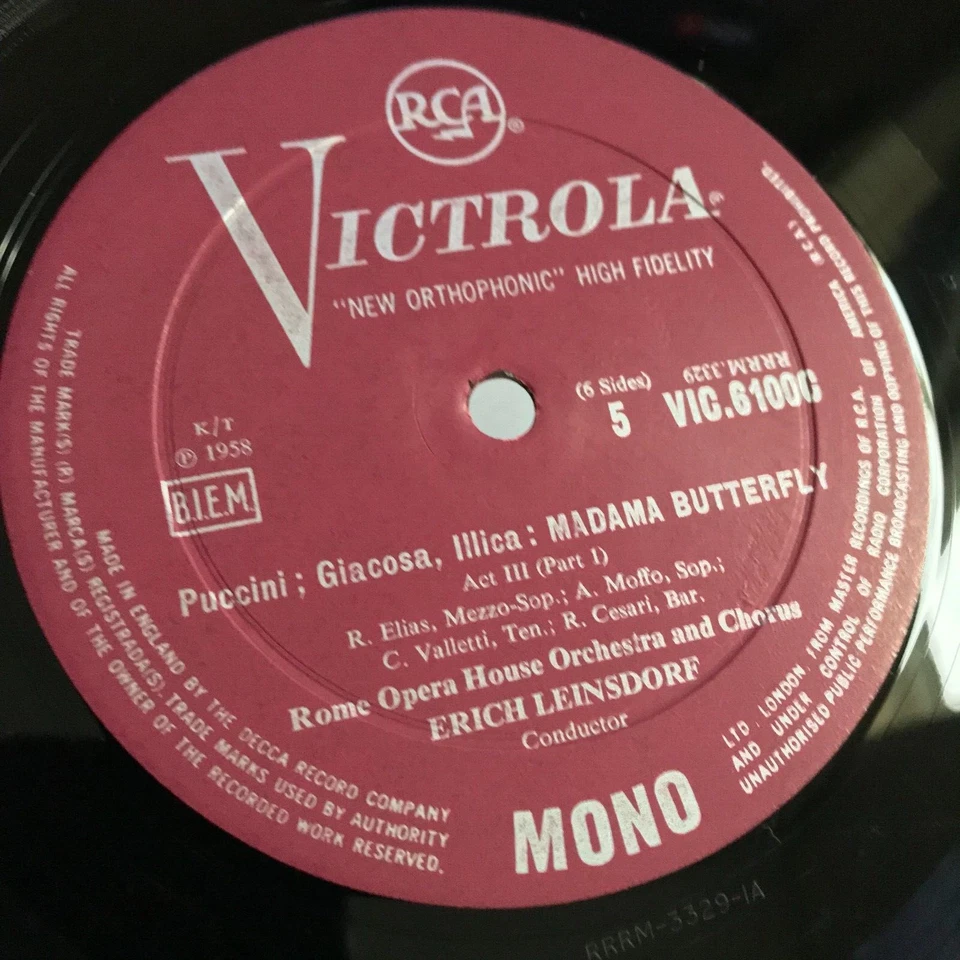 RCA
®
VICTROLA®
"NEW ORTHOPHONIC" HIGH FIDELITY
K/T
℗ 1958
B.I.E.M.
(6 Sides) RRRM.3329
5 VIC.6100C
Puccini; Giacosa, Illica: MADAMA BUTTERFLY
Act III (Part 1)
R. Elias, Mezzo-Sop.; A. Moffo, Sop.;
C. Valletti, Ten.; R. Cesari, Bar.
Rome Opera House Orchestra and Chorus
ERICH LEINSDORF
Conductor
MONO
MADE IN ENGLAND BY THE DECCA RECORD COMPANY
LTD LONDON FROM MASTER RECORDINGS OF R.C.A.
TRADE MARK(S) (R) MARCA(S) REGISTRADA(S). TRADE MARKS USED BY AUTHORITY
AND UNDER CONTROL OF RADIO CORPORATION OF AMERICA R.C.A.)
ALL RIGHTS OF THE MANUFACTURER AND OF THE OWNER OF THE RECORDED WORK RESERVED.
UNAUTHORISED PUBLIC PERFORMANCE BROADCASTING AND COPYING OF THIS RECORD PROHIBITED.
RRRM-3329-1A